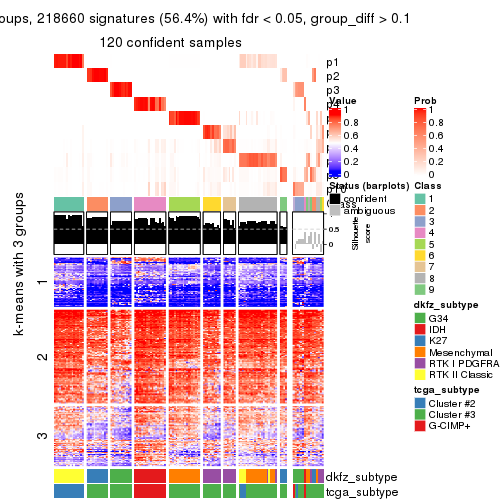 oups, 218660 signatures (56.4%) with fdr < 0.05, group_diff > 0.1
120 confident samples
p1
p2
p3
p4
p10
Class
Silhouette
score
0.5
0
k-means with 3 groups
1
2
3
dkfz_subtype
tcga_subtype
Value
1
0.8
0.6
0.4
0.2
0
Status (barplots)
confident
ambiguous
Prob
1
0.8
0.6
0.4
0.2
0
Class
1
2
3
4
5
6
7
8
9
dkfz_subtype
G34
IDH
K27
Mesenchymal
RTK I PDGFRA
RTK II Classic
tcga_subtype
Cluster #2
Cluster #3
G-CIMP+